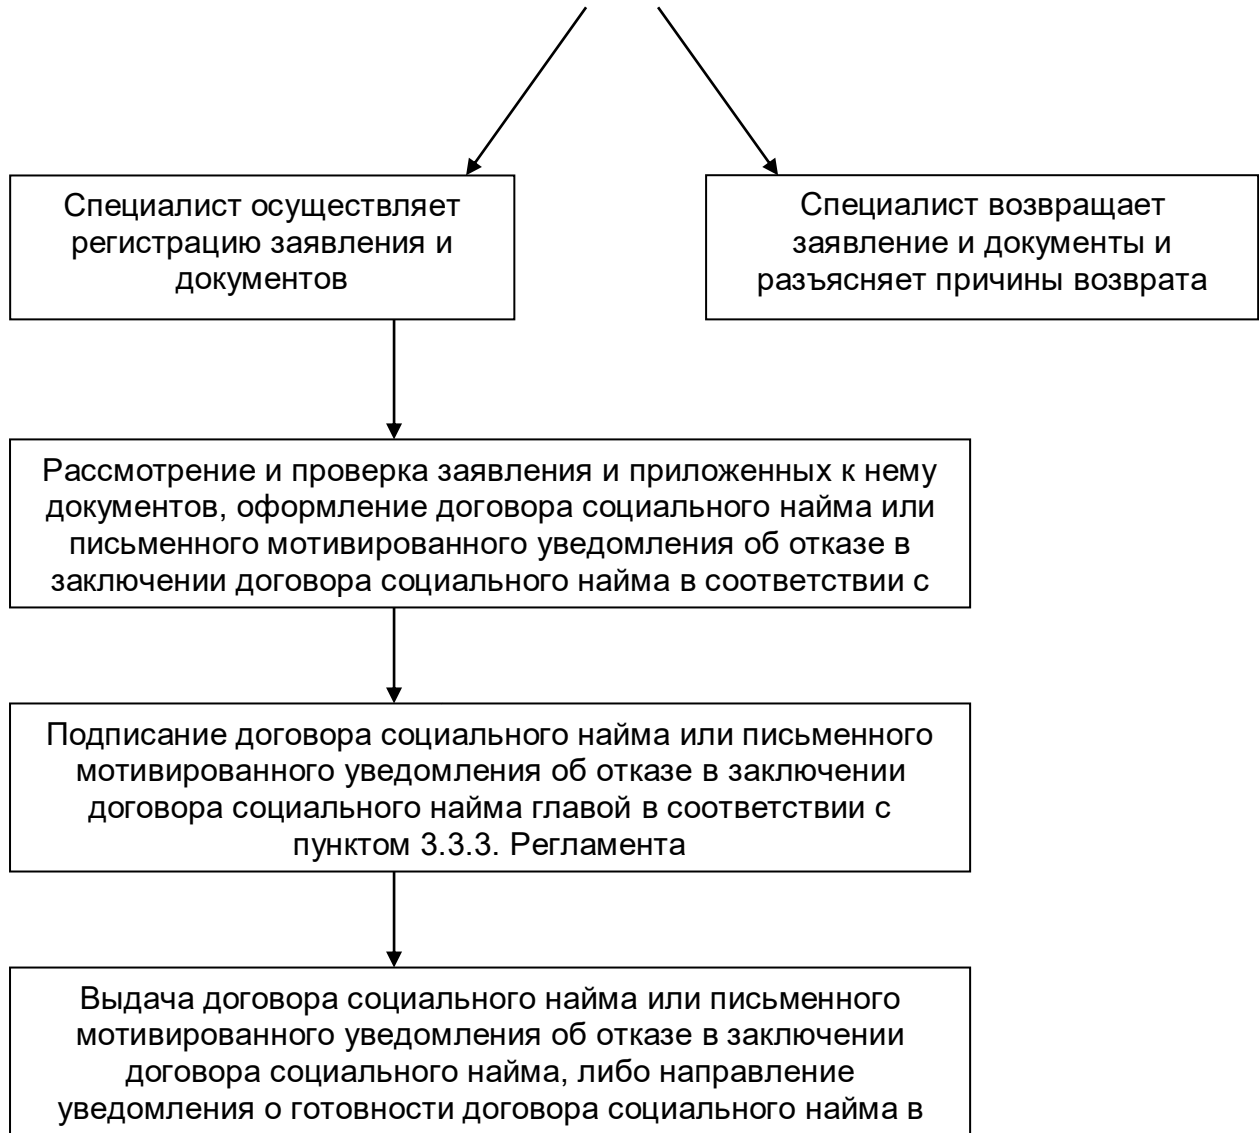 Специалист осуществляет
регистрацию заявления и
документов
Специалист возвращает
заявление и документы и
разъясняет причины возврата
Рассмотрение и проверка заявления и приложенных к нему
документов, оформление договора социального найма или
письменного мотивированного уведомления об отказе в
заключении договора социального найма в соответствии с
Подписание договора социального найма или письменного
мотивированного уведомления об отказе в заключении
договора социального найма главой в соответствии с
пунктом 3.3.3. Регламента
Выдача договора социального найма или письменного
мотивированного уведомления об отказе в заключении
договора социального найма, либо направление
уведомления о готовности договора социального найма в